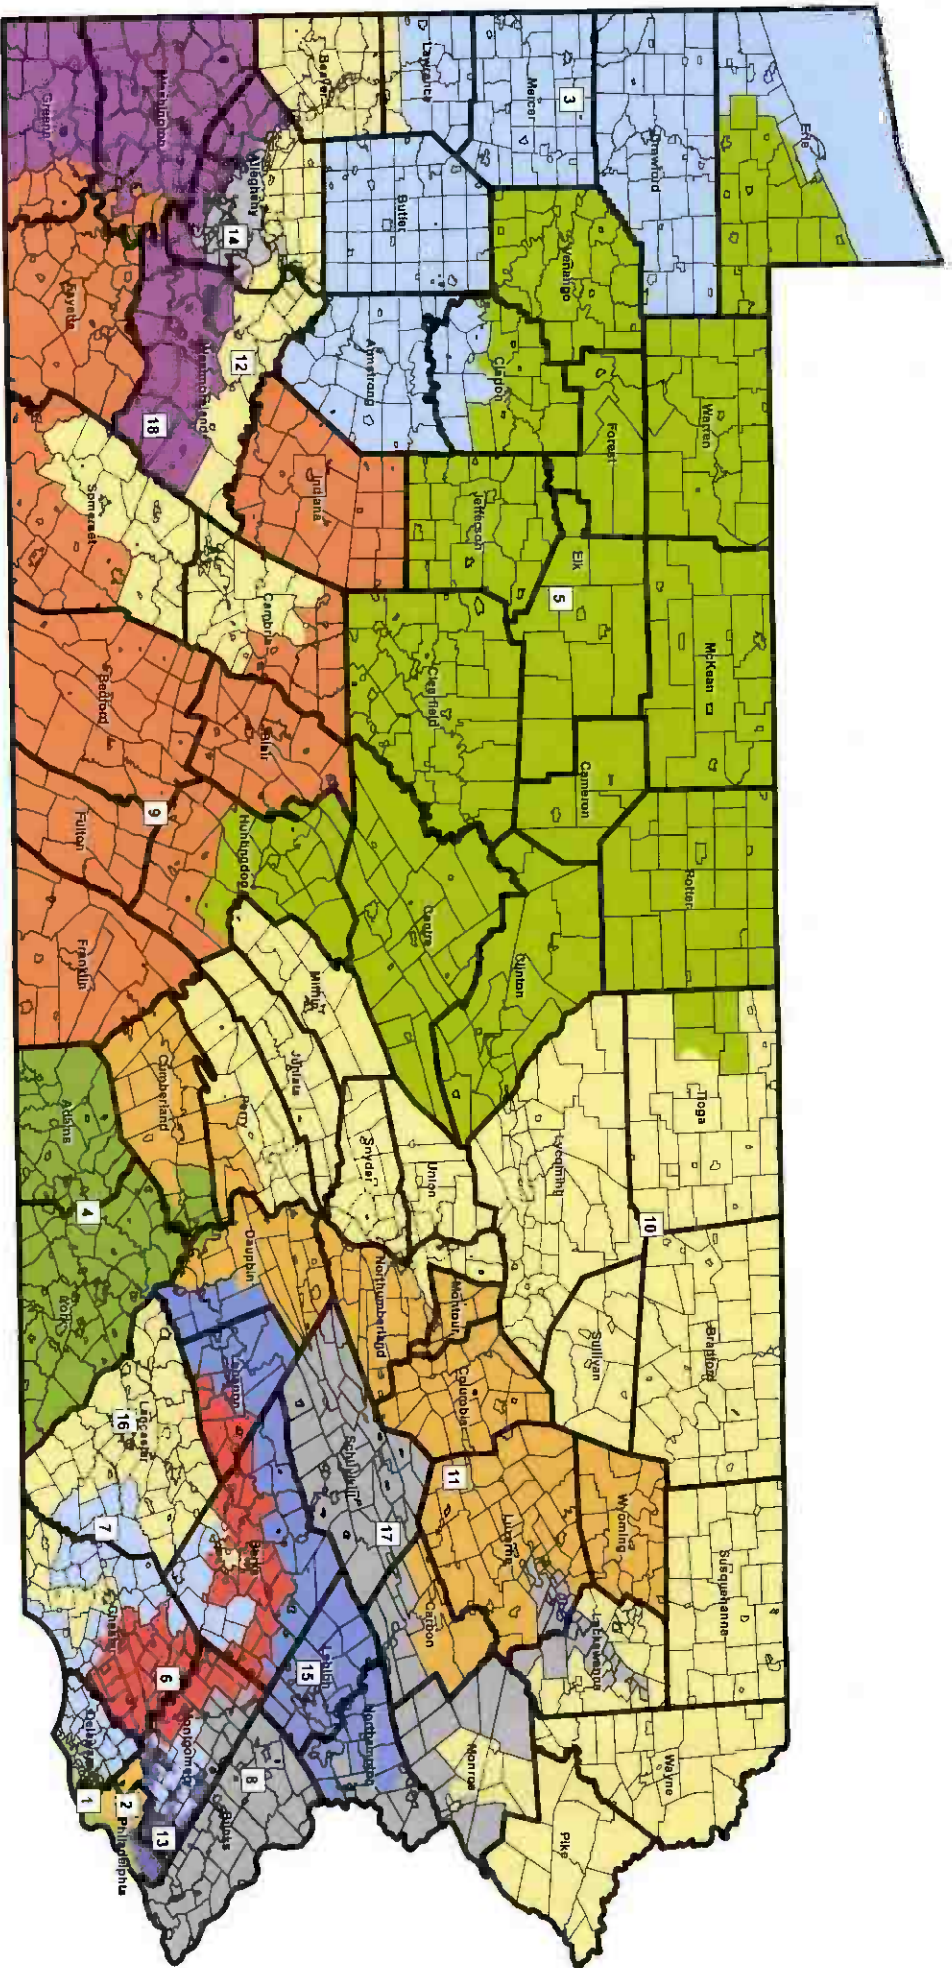 Erie
Crawford
3
Mercer
Lawrence
Beaver
Butler
Allegheny
14
Washington
Greene
Fayette
Westmoreland
12
18
Armstrong
Clarion
Venango
Forest
Warren
McKean
Elk
5
Jefferson
Indiana
Somerset
Cambria
Clearfield
Cameron
Potter
Clinton
Centre
Blair
Bedford
Huntingdon
9
Fulton
Franklin
Mifflin
Juniata
Perry
Cumberland
Adams
4
York
Dauphin
Snyder
Union
Lycoming
Tioga
10
Bradford
Sullivan
Montour
Northumberland
Columbia
Lebanon
Schuylkill
17
11
Luzerne
Wyoming
Susquehanna
Lackawanna
Wayne
Pike
Monroe
Carbon
Northampton
Lehigh
15
Berks
Lancaster
16
7
Chester
6
Montgomery
Bucks
8
Delaware
1
2
Philadelphia
13